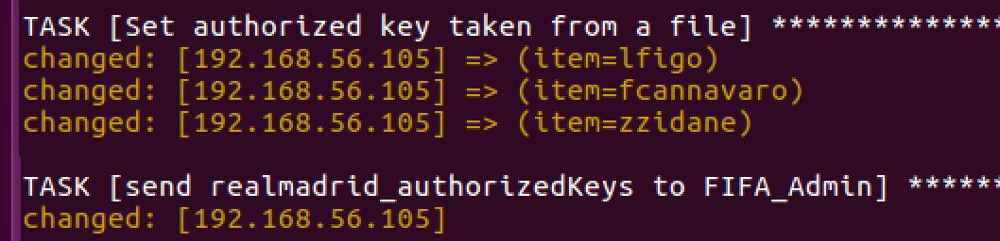 TASK [Set authorized key taken from a file] **************
changed: [192.168.56.105] => (item=lfigo)
changed: [192.168.56.105] => (item=fcannavaro)
changed: [192.168.56.105] => (item=zzidane)
TASK [send realmadrid_authorizedKeys to FIFA_Admin] ******
changed: [192.168.56.105]